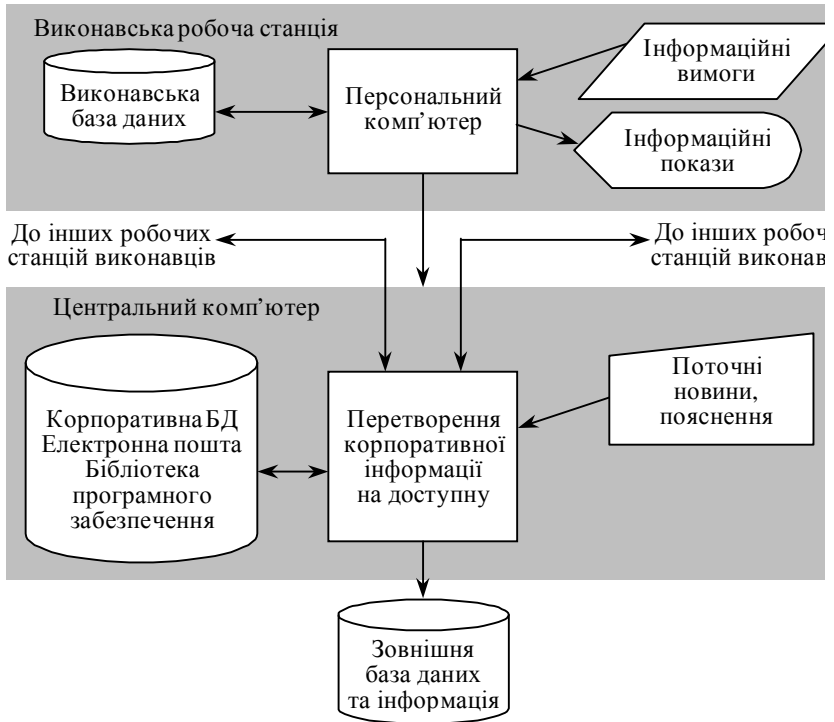 Виконавська робоча станція
Виконавська
база даних
Персональний
комп’ютер
Інформаційні
вимоги
Інформаційні
покази
До інших робочих
станцій виконавців
До інших робоч
станцій виконав
Центральний комп’ютер
Корпоративна БД
Електронна пошта
Бібліотека
програмного
забезпечення
Перетворення
корпоративної
інформації
на доступну
Поточні
новини,
пояснення
Зовнішня
база даних
та інформація